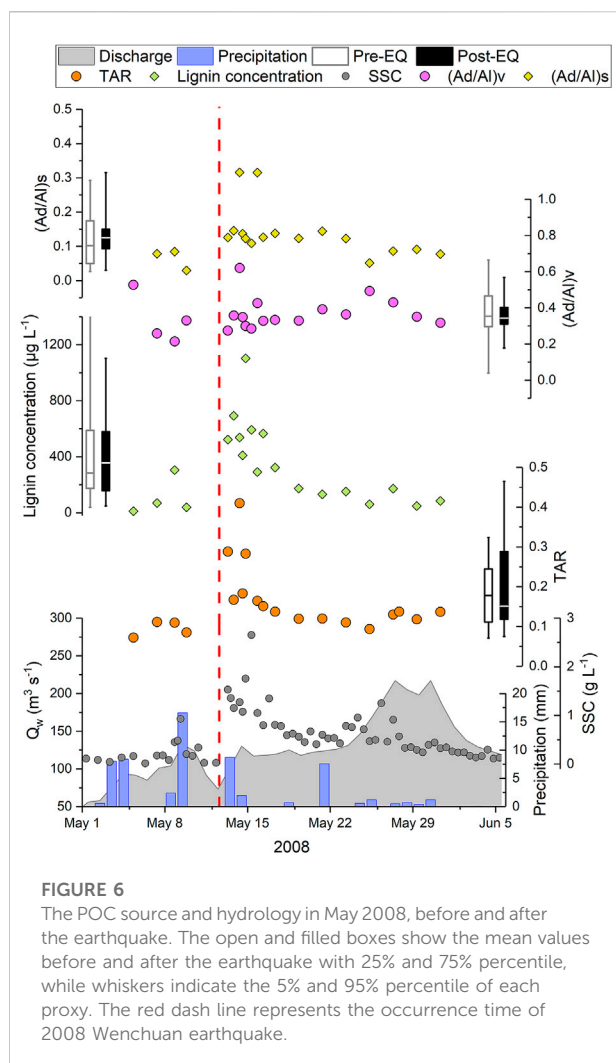 Discharge Precipitation Pre-EQ Post-EQ
TAR Lignin concentration SSC (Ad/Al)v (Ad/Al)s
0.5
0.4
0.3
0.2
0.1
0.0
(Ad/Al)s
1.0
0.8
0.6
0.4
0.2
0.0
(Ad/Al)v
1200
800
400
0
Lignin concentration (µg L⁻¹)
0.5
0.4
0.3
0.2
0.1
0.0
TAR
300
250
200
150
100
50
Qw (m³ s⁻¹)
20
15
10
5
0
Precipitation (mm)
3
2
1
0
SSC (g L⁻¹)
May 1 May 8 May 15 May 22 May 29 Jun 5
2008
FIGURE 6
The POC source and hydrology in May 2008, before and after
the earthquake. The open and filled boxes show the mean values
before and after the earthquake with 25% and 75% percentile,
while whiskers indicate the 5% and 95% percentile of each
proxy. The red dash line represents the occurrence time of
2008 Wenchuan earthquake.